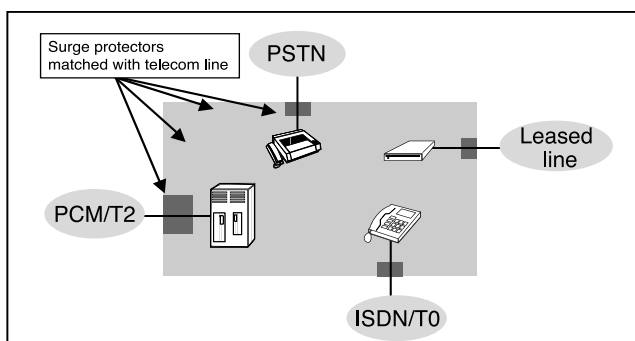 Surge protectors
matched with telecom line
PSTN
Leased
line
PCM/T2
ISDN/T0